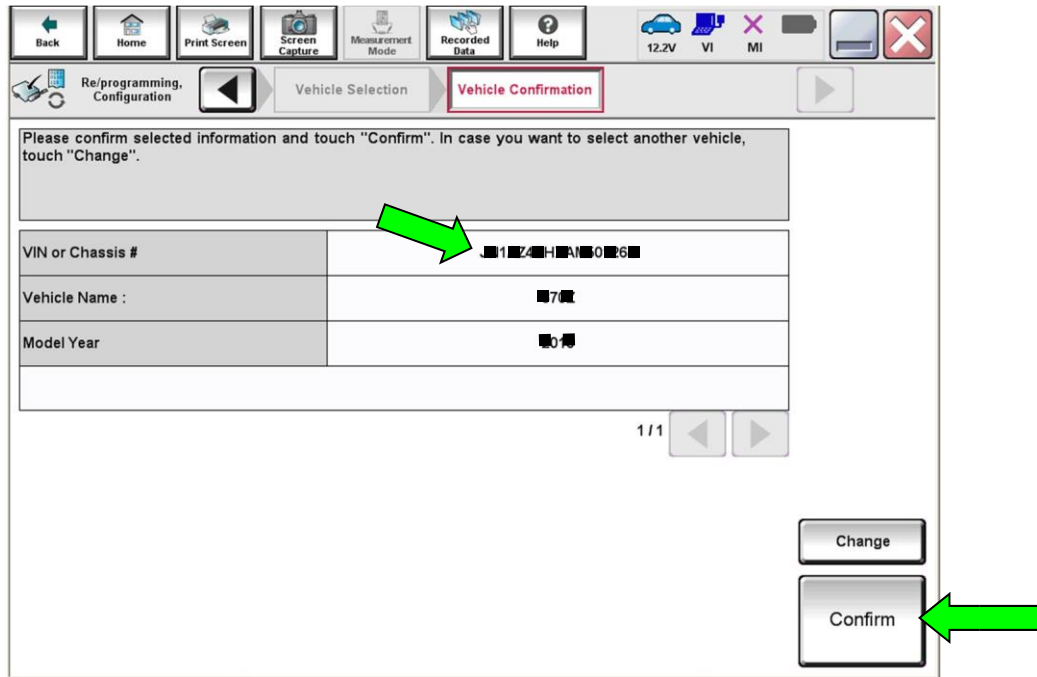 Back
Home
Print Screen
Screen
Capture
Measurement
Mode
Recorded
Data
Help
12.2V
VI
MI
Re/programming,
Configuration
Vehicle Selection
Vehicle Confirmation
Please confirm selected information and touch "Confirm". In case you want to select another vehicle,
touch "Change".
VIN or Chassis #
Vehicle Name :
Model Year
1/1
Change
Confirm